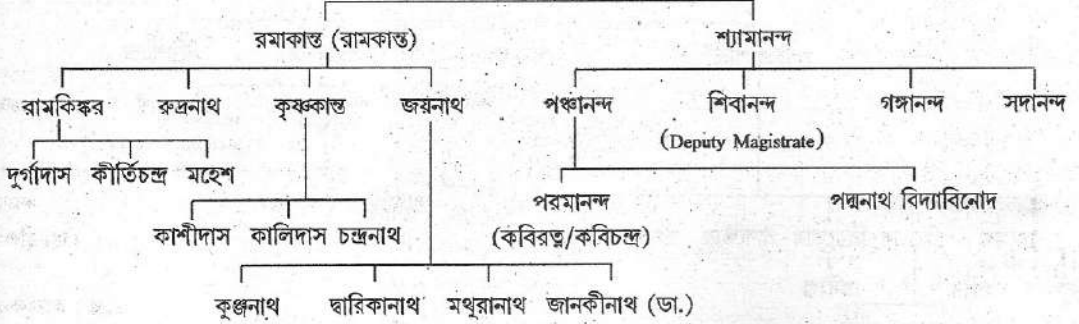 রমাকান্ত (রামকান্ত) শ্যামানন্দ
রামকিঙ্কর রুদ্রনাথ কৃষ্ণকান্ত জয়নাথ পঞ্চানন্দ শিবানন্দ গঙ্গানন্দ সদানন্দ
(Deputy Magistrate)
দুর্গাদাস কীর্তিচন্দ্র মহেশ
পরমানন্দ পদ্মনাথ বিদ্যাবিনোদ
কাশীদাস কালিদাস চন্দ্রনাথ (কবিরত্ন/কবিচন্দ্র)
কুঞ্জনাথ দ্বারিকানাথ মথুরানাথ জানকীনাথ (ডা.)